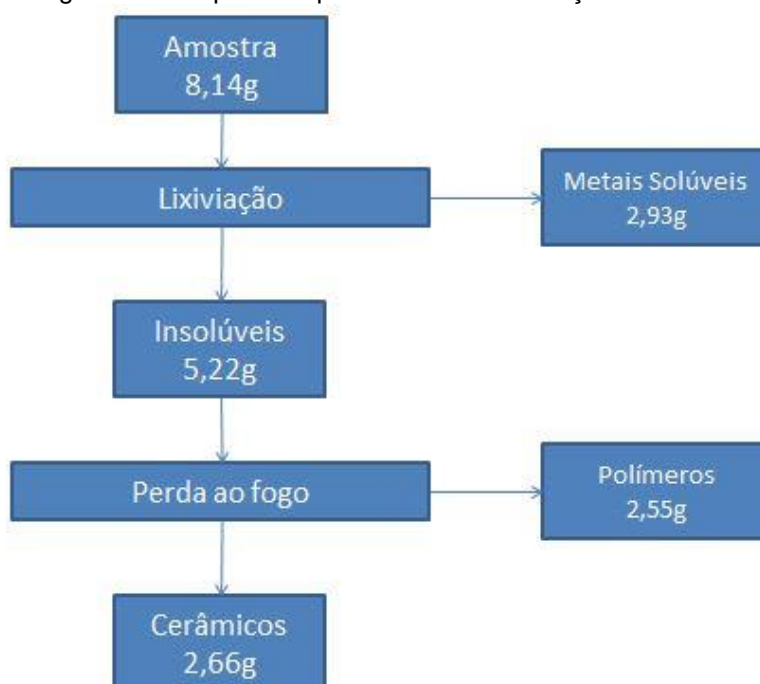 Amostra
8,14g
Lixiviação
Metais Solúveis
2,93g
Insolúveis
5,22g
Perda ao fogo
Polímeros
2,55g
Cerâmicos
2,66g